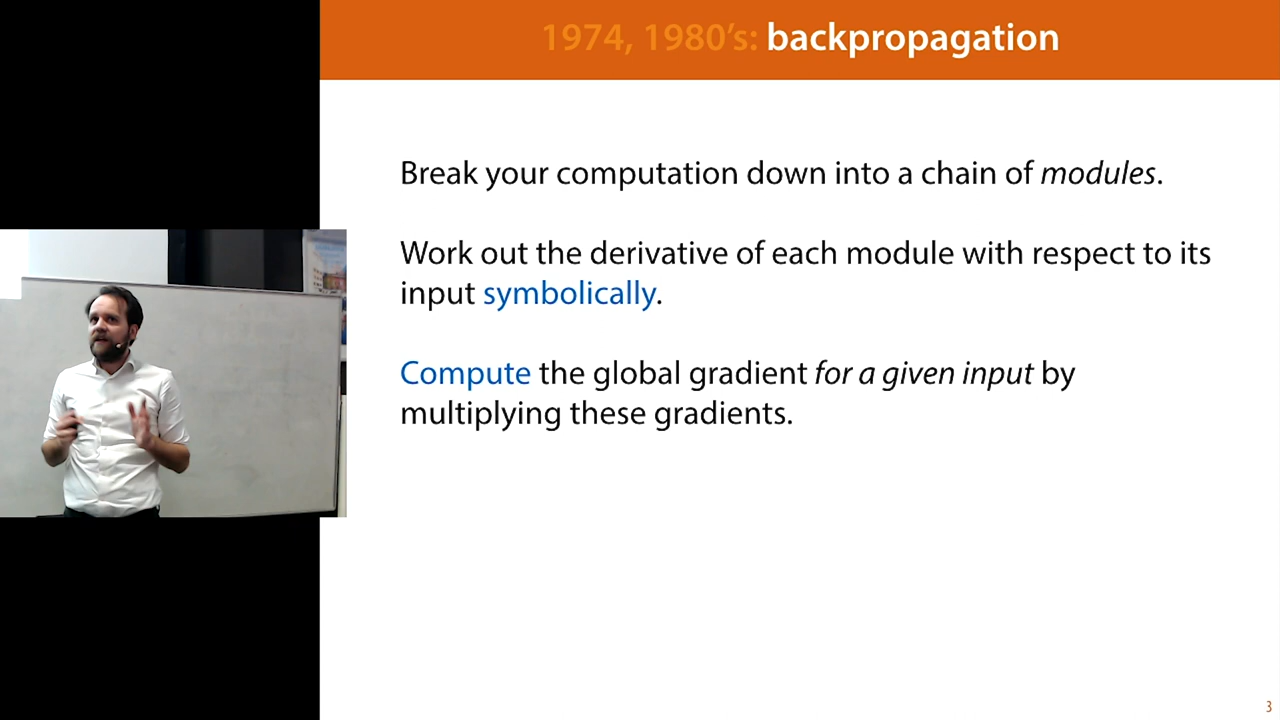 1974, 1980’s: backpropagation
Break your computation down into a chain of modules.
Work out the derivative of each module with respect to its
input symbolically.
Compute the global gradient for a given input by
multiplying these gradients.
3